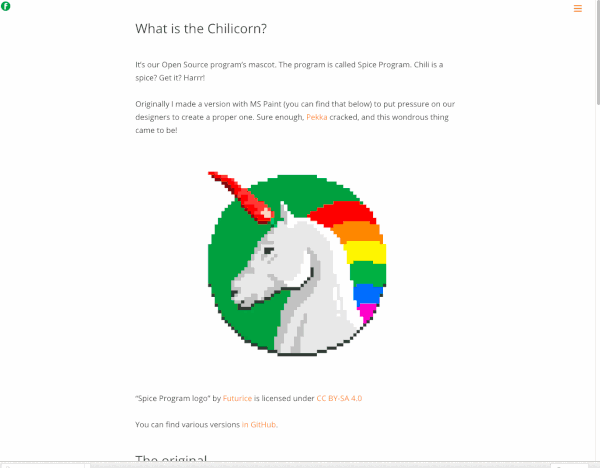 What is the Chilicorn?
It's our Open Source program's mascot. The program is called Spice Program. Chili is a
spice? Get it? Harrr!
Originally I made a version with MS Paint (you can find that below) to put pressure on our
designers to create a proper one. Sure enough, Pekka cracked, and this wondrous thing
came to be!
“Spice Program logo” by Futurice is licensed under CC BY-SA 4.0
You can find various versions in GitHub.
The original